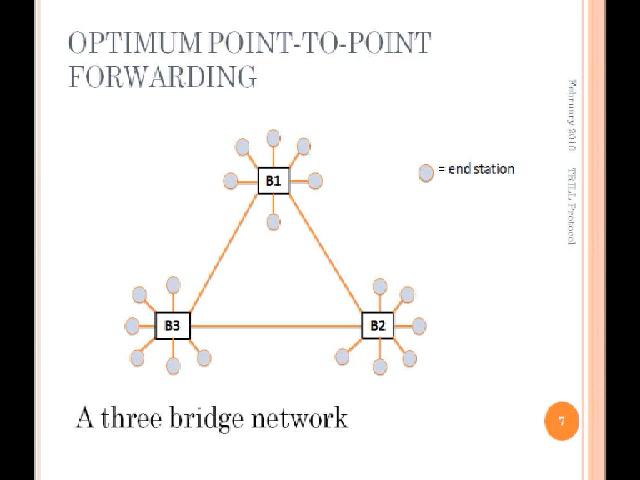 OPTIMUM POINT-TO-POINT
FORWARDING
= end station
B1
B3
B2
A three bridge network
7
February 2010 TRILL Protocol